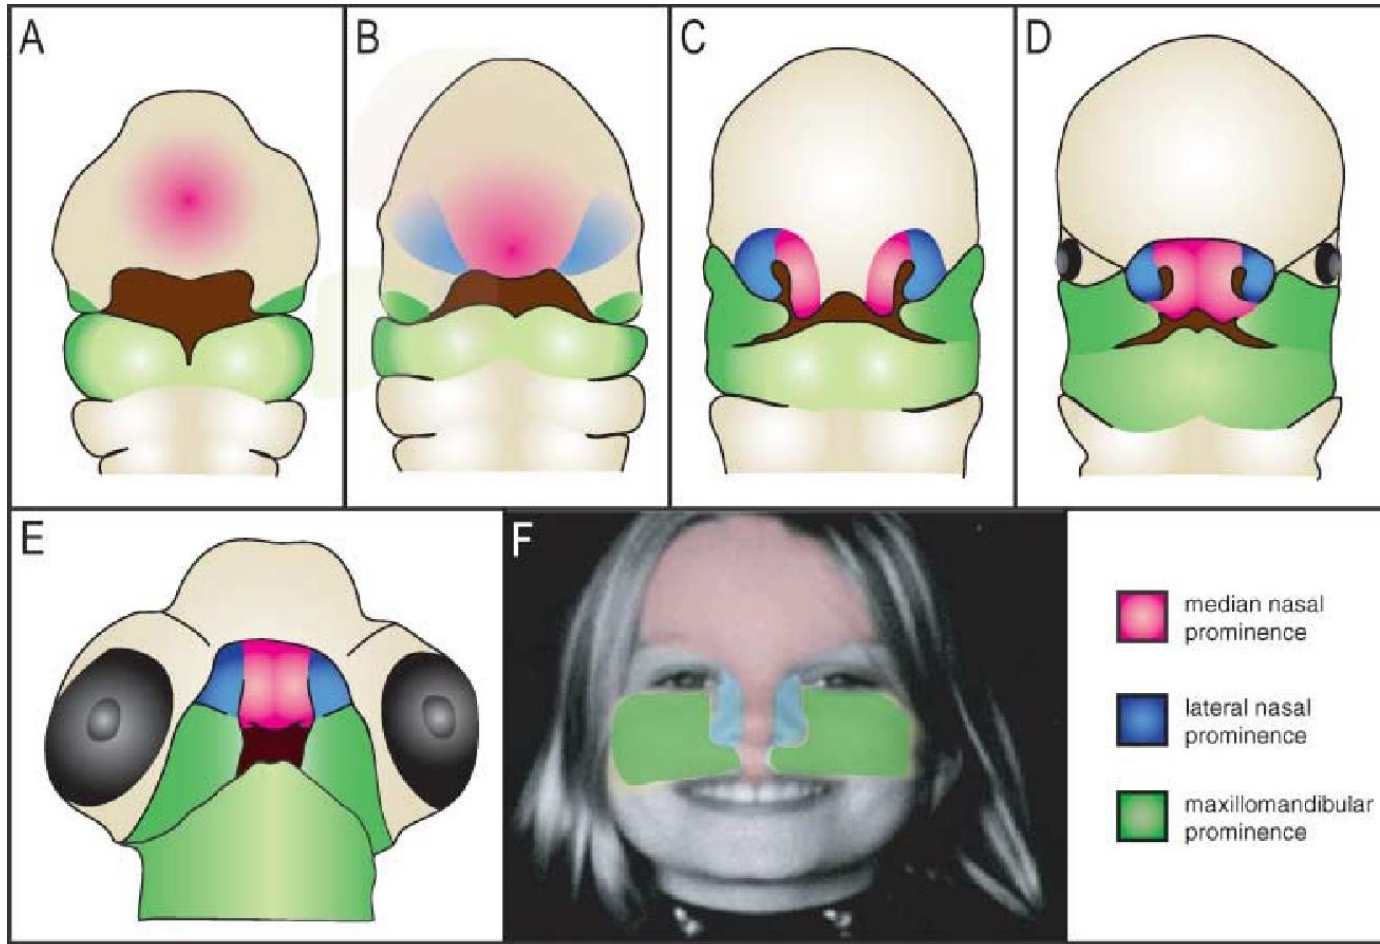 A
B
C
D
E
F
median nasal
prominence
lateral nasal
prominence
maxillomandibular
prominence